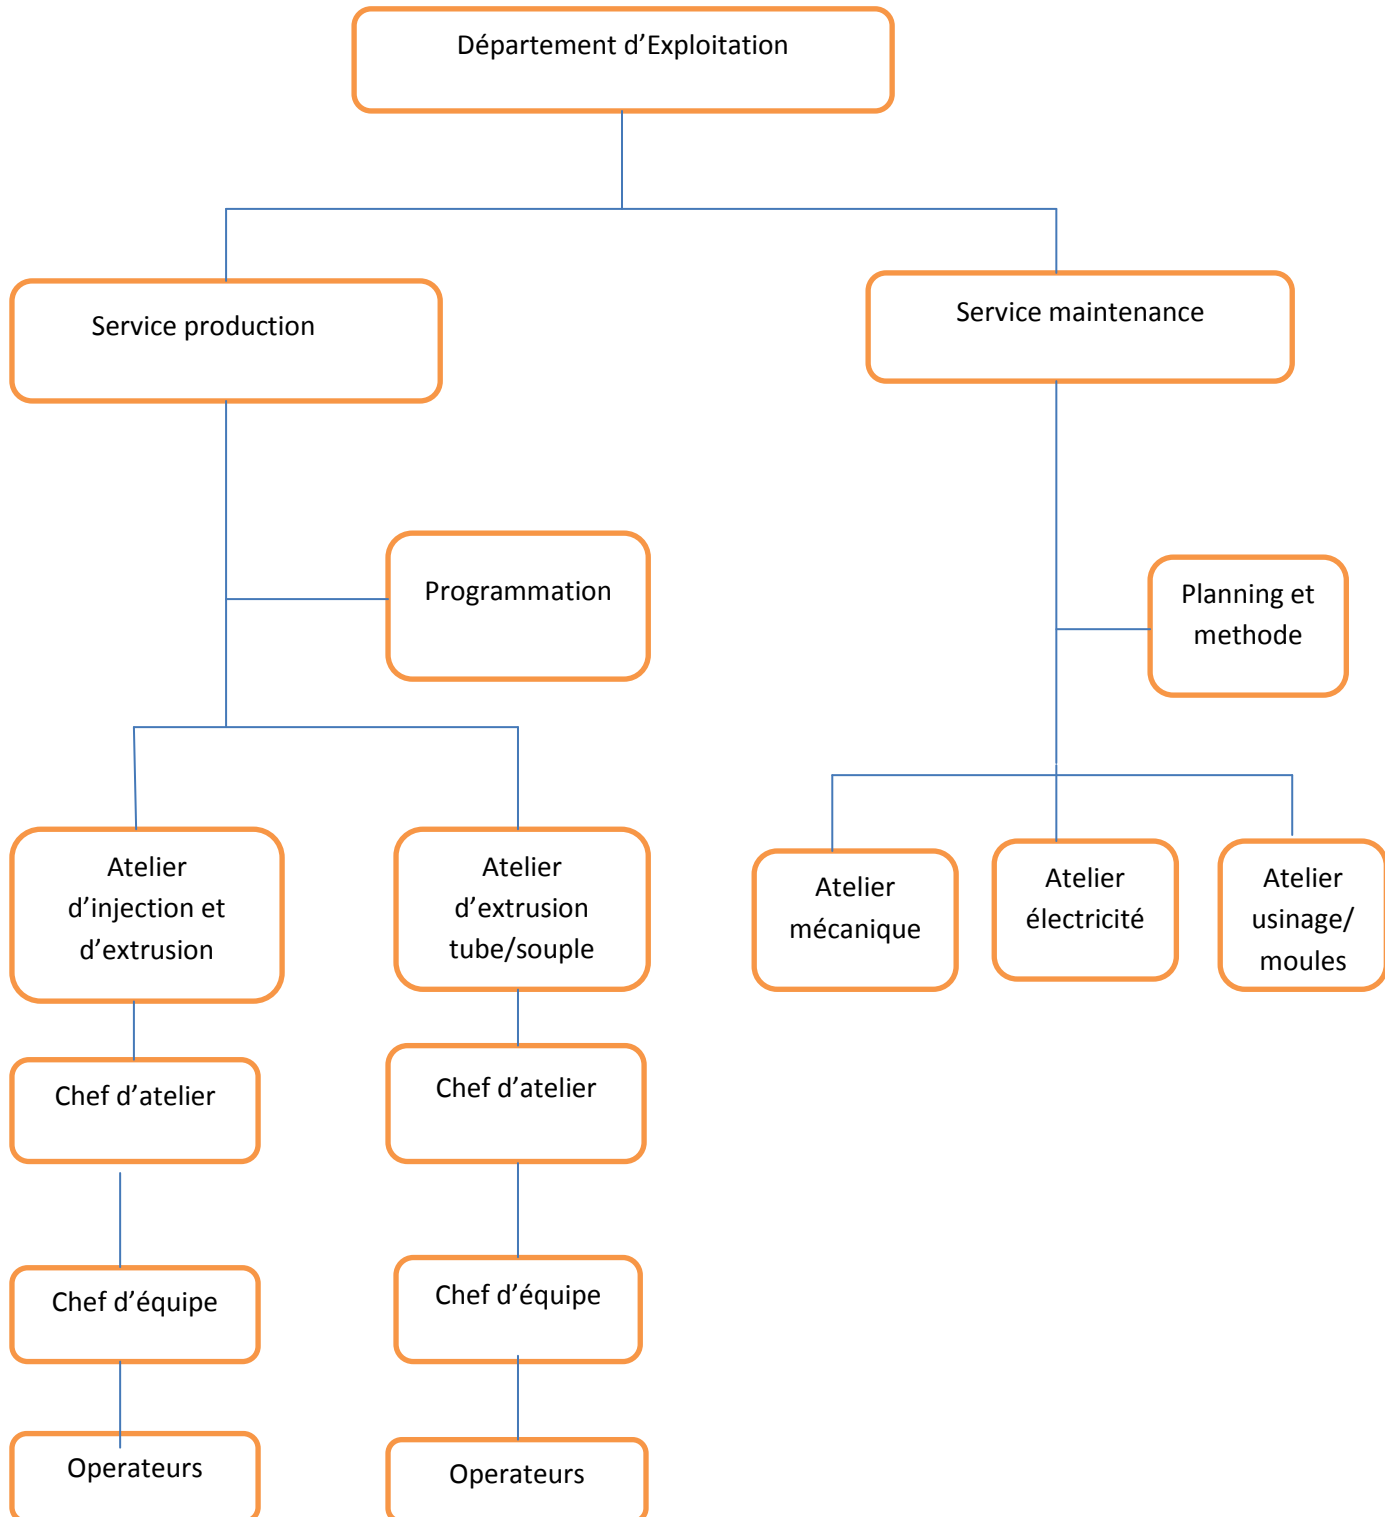 Département d’Exploitation
Service production
Service maintenance
Programmation
Planning et
methode
Atelier
d’injection et
d’extrusion
Atelier
d’extrusion
tube/souple
Atelier
mécanique
Atelier
électricité
Atelier
usinage/
moules
Chef d’atelier
Chef d’atelier
Chef d’équipe
Chef d’équipe
Operateurs
Operateurs